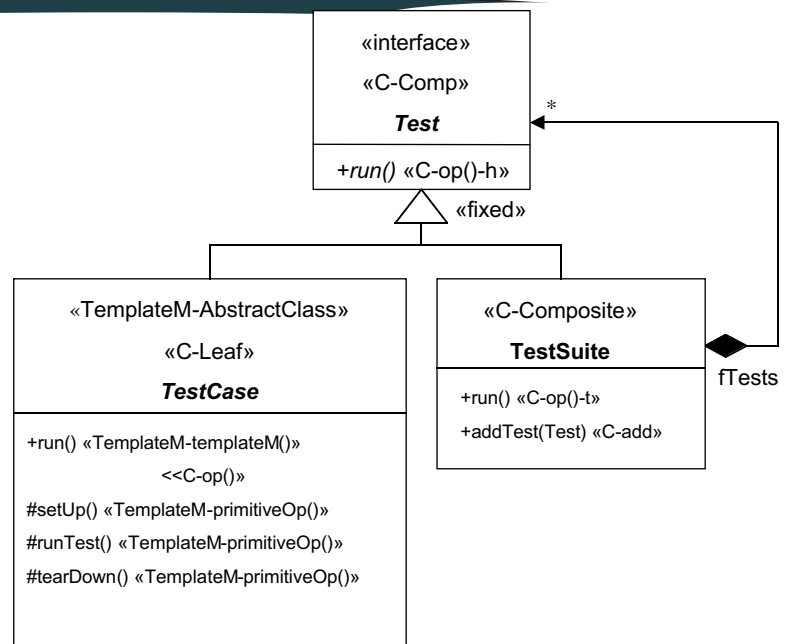 «interface»
«C-Comp»
Test
*
+run() «C-op()-h»
«fixed»
«TemplateM-AbstractClass»
«C-Leaf»
TestCase
+run() «TemplateM-templateM()»
<<C-op()»
#setUp() «TemplateM-primitiveOp()»
#runTest() «TemplateM-primitiveOp()»
#tearDown() «TemplateM-primitiveOp()»
«C-Composite»
TestSuite
fTests
+run() «C-op()-t»
+addTest(Test) «C-add»